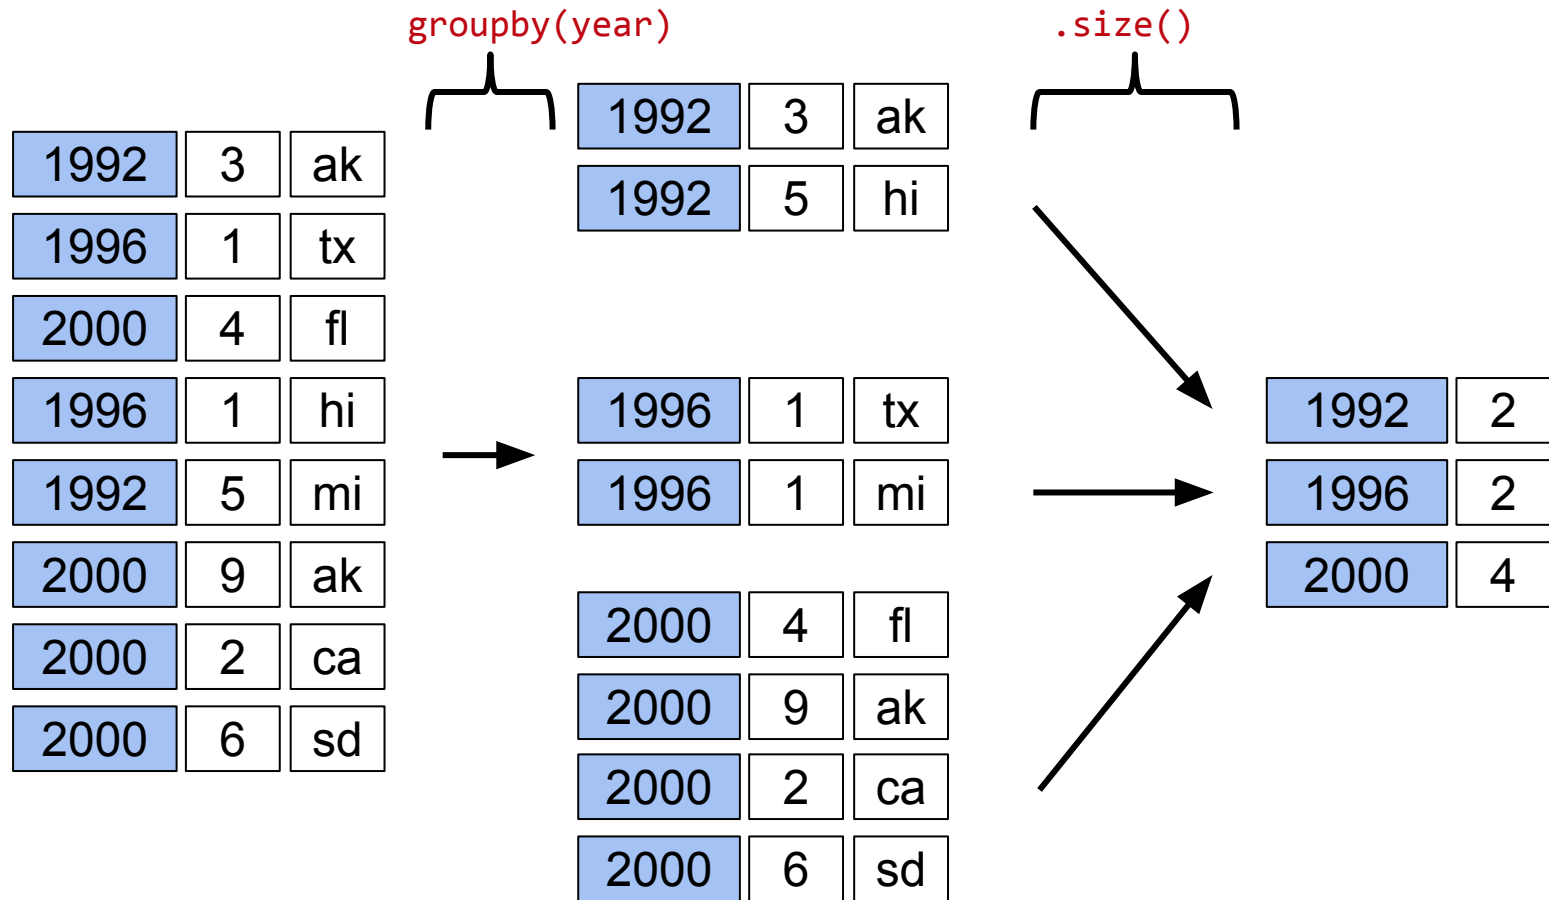 groupby(year)
.size()
1992 3 ak
1996 1 tx
2000 4 fl
1996 1 hi
1992 5 mi
2000 9 ak
2000 2 ca
2000 6 sd
1992 3 ak
1992 5 hi
1996 1 tx
1996 1 mi
2000 4 fl
2000 9 ak
2000 2 ca
2000 6 sd
1992 2
1996 2
2000 4